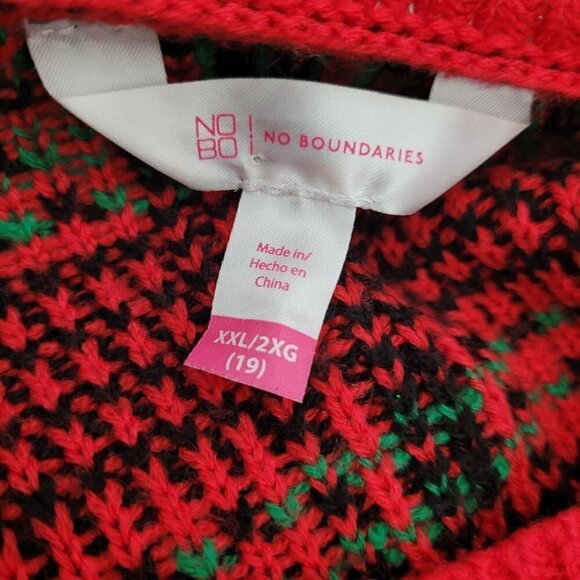 NO
BO
NO BOUNDARIES
Made in/
Hecho en
China
XXL/2XG
(19)